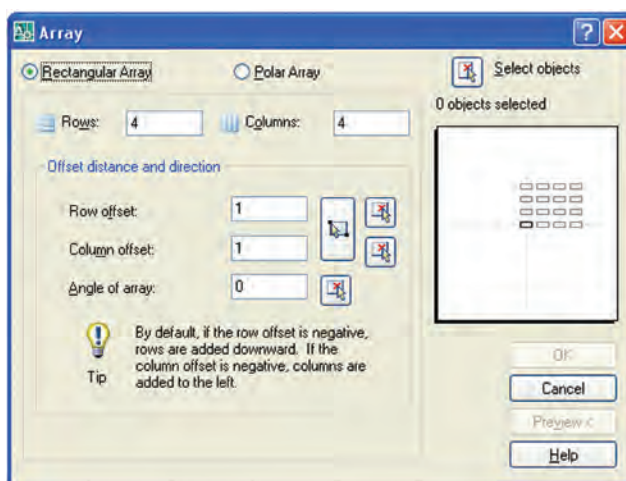 Array
Rectangular Array Polar Array Select objects
0 objects selected
Rows: 4 Columns: 4
Offset distance and direction
Row offset: 1
Column offset: 1
Angle of array: 0
Tip
By default, if the row offset is negative,
rows are added downward. If the
column offset is negative, columns are
added to the left.
OK
Cancel
Preview <
Help